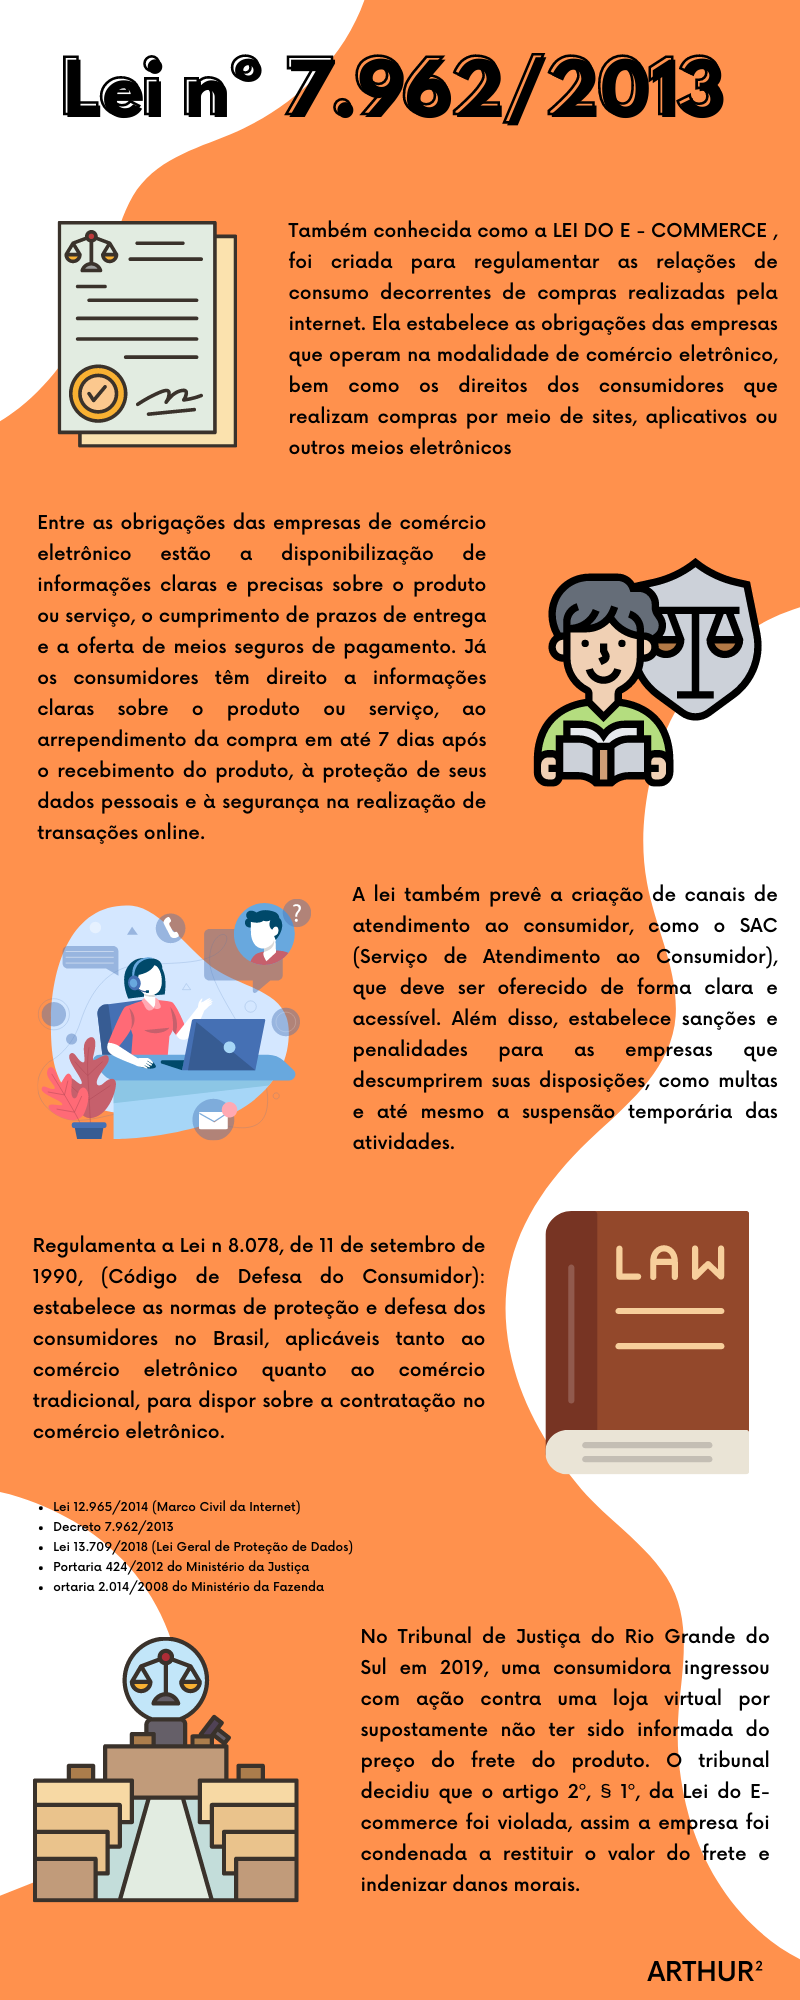 Lei nº 7.962/2013
Também conhecida como a LEI DO E - COMMERCE ,
foi criada para regulamentar as relações de
consumo decorrentes de compras realizadas pela
internet. Ela estabelece as obrigações das empresas
que operam na modalidade de comércio eletrônico,
bem como os direitos dos consumidores que
realizam compras por meio de sites, aplicativos ou
outros meios eletrônicos
Entre as obrigações das empresas de comércio
eletrônico estão a disponibilização de
informações claras e precisas sobre o produto
ou serviço, o cumprimento de prazos de entrega
e a oferta de meios seguros de pagamento. Já
os consumidores têm direito a informações
claras sobre o produto ou serviço, ao
arrependimento da compra em até 7 dias após
o recebimento do produto, à proteção de seus
dados pessoais e à segurança na realização de
transações online.
?
A lei também prevê a criação de canais de
atendimento ao consumidor, como o SAC
(Serviço de Atendimento ao Consumidor),
que deve ser oferecido de forma clara e
acessível. Além disso, estabelece sanções e
penalidades para as empresas que
descumprirem suas disposições, como multas
e até mesmo a suspensão temporária das
atividades.
Regulamenta a Lei n 8.078, de 11 de setembro de
1990, (Código de Defesa do Consumidor):
estabelece as normas de proteção e defesa dos
consumidores no Brasil, aplicáveis tanto ao
comércio eletrônico quanto ao comércio
tradicional, para dispor sobre a contratação no
comércio eletrônico.
LAW
• Lei 12.965/2014 (Marco Civil da Internet)
• Decreto 7.962/2013
• Lei 13.709/2018 (Lei Geral de Proteção de Dados)
• Portaria 424/2012 do Ministério da Justiça
• ortaria 2.014/2008 do Ministério da Fazenda
No Tribunal de Justiça do Rio Grande do
Sul em 2019, uma consumidora ingressou
com ação contra uma loja virtual por
supostamente não ter sido informada do
preço do frete do produto. O tribunal
decidiu que o artigo 2º, § 1º, da Lei do E-
commerce foi violada, assim a empresa foi
condenada a restituir o valor do frete e
indenizar danos morais.
ARTHUR²